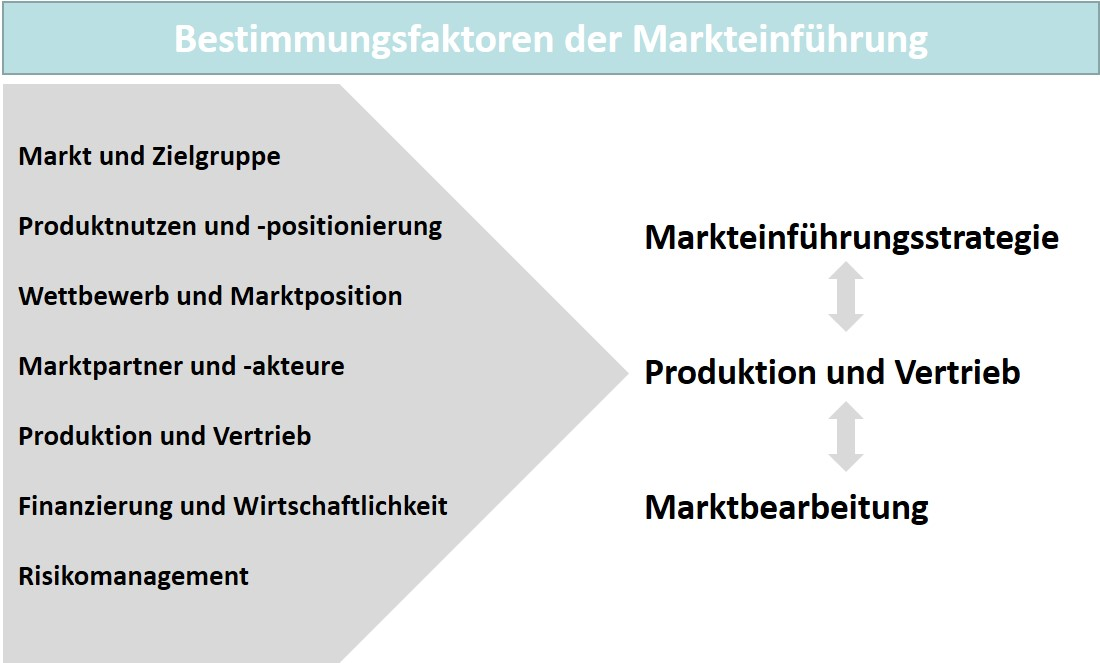 Bestimmungsfaktoren der Markteinführung
Markt und Zielgruppe
Produktnutzen und -positionierung
Wettbewerb und Marktposition
Marktpartner und -akteure
Produktion und Vertrieb
Finanzierung und Wirtschaftlichkeit
Risikomanagement
Markteinführungsstrategie
Produktion und Vertrieb
Marktbearbeitung